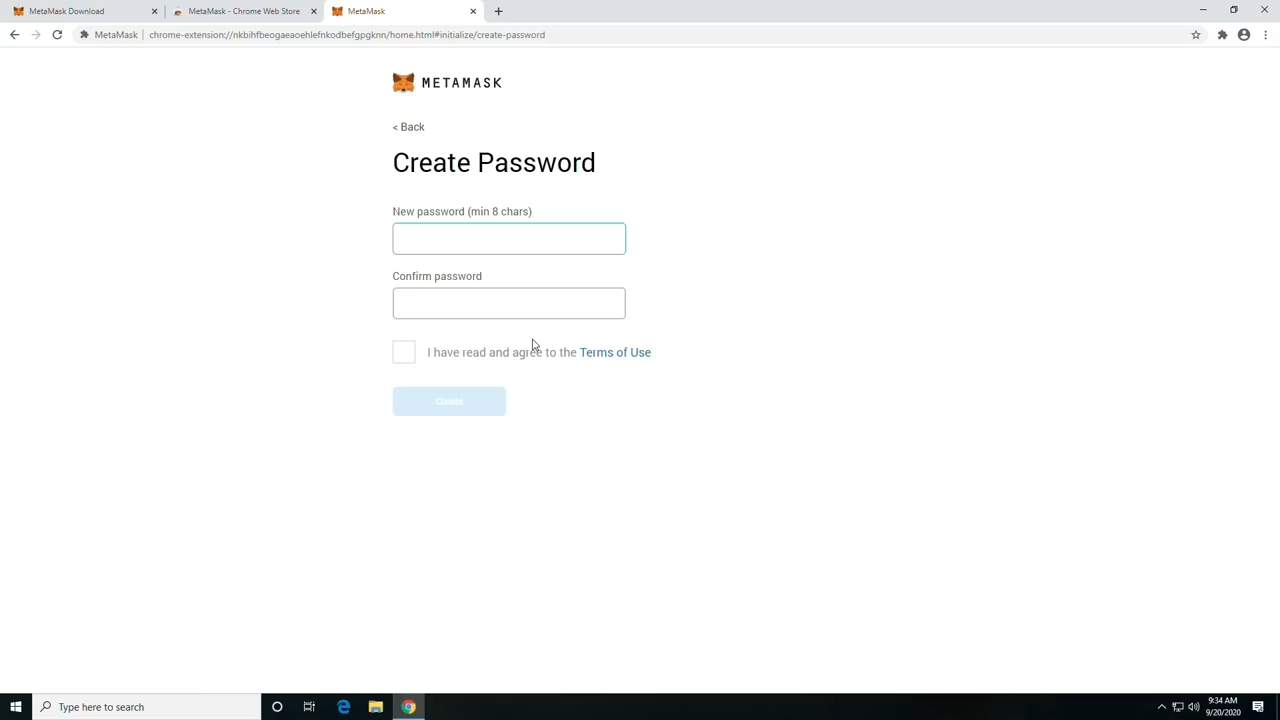 MetaMask Download
MetaMask - Chrome Web Store
MetaMask
MetaMask
chrome-extension://nkbihfbeogaeaoehlefnkodbefgpgknn/home.html#initialize/create-password
METAMASK
< Back
Create Password
New password (min 8 chars)
Confirm password
I have read and agree to the Terms of Use
Create
Type here to search
9:34 AM
9/20/2020